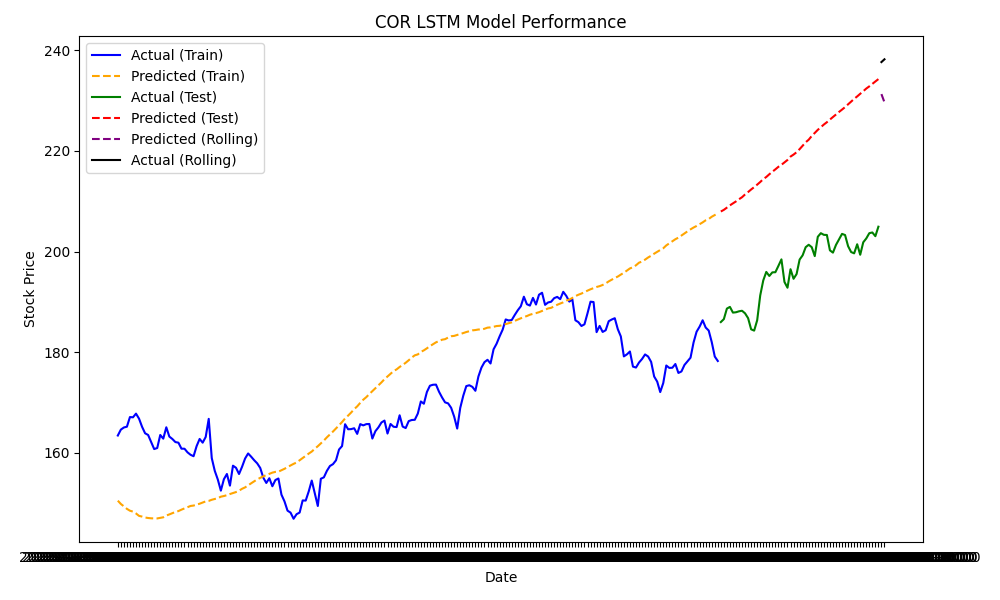 COR LSTM Model Performance
Actual (Train)
Predicted (Train)
Actual (Test)
Predicted (Test)
Predicted (Rolling)
Actual (Rolling)
240
220
200
180
160
Stock Price
Date